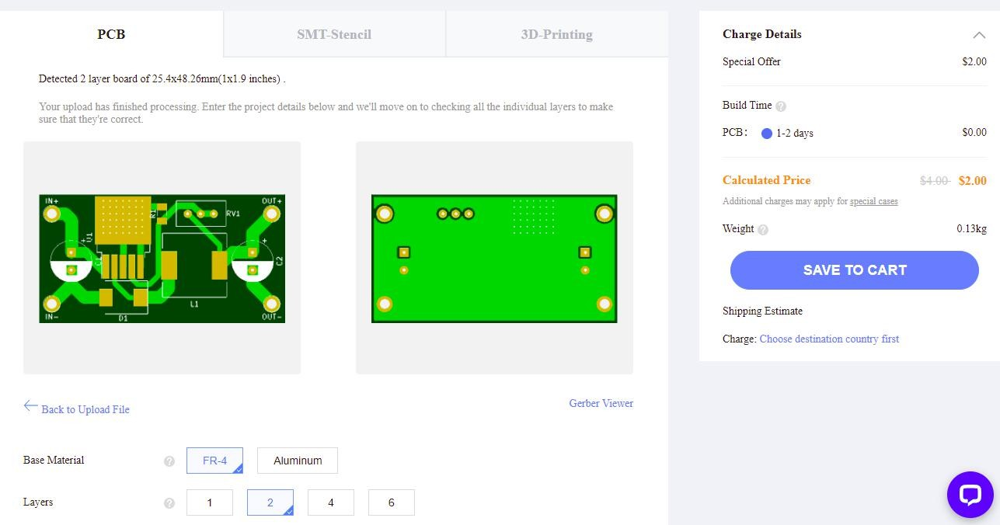 PCB
SMT-Stencil
3D-Printing
Detected 2 layer board of 25.4x48.26mm(1x1.9 inches) .
Your upload has finished processing. Enter the project details below and we'll move on to checking all the individual layers to make
sure that they're correct.
IN+
OUT+
R1
RV1
U1
+
+
C1
C2
L1
IN-
D1
OUT-
Back to Upload File
Gerber Viewer
Base Material ? FR-4 Aluminum
Layers ? 1 2 4 6
Charge Details
Special Offer $2.00
Build Time ?
PCB: 1-2 days $0.00
Calculated Price $4.00 $2.00
Additional charges may apply for special cases
Weight ? 0.13kg
SAVE TO CART
Shipping Estimate
Charge: Choose destination country first